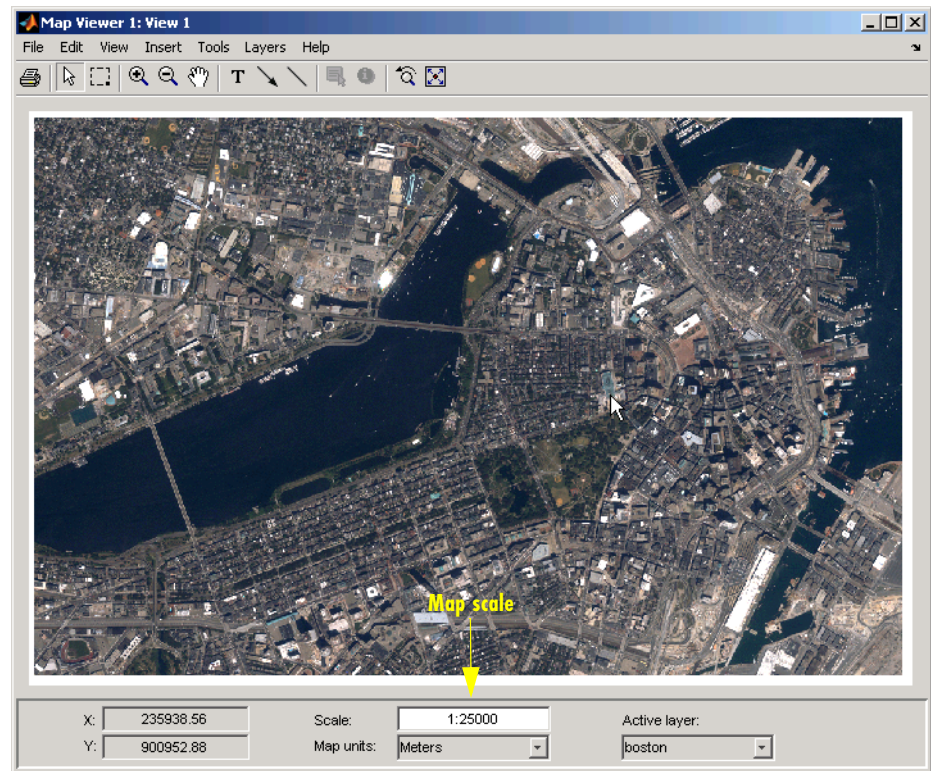 Map Viewer 1: View 1
File Edit View Insert Tools Layers Help
T
Map scale
X: 235938.56 Scale: 1:25000 Active layer:
Y: 900952.88 Map units: Meters boston